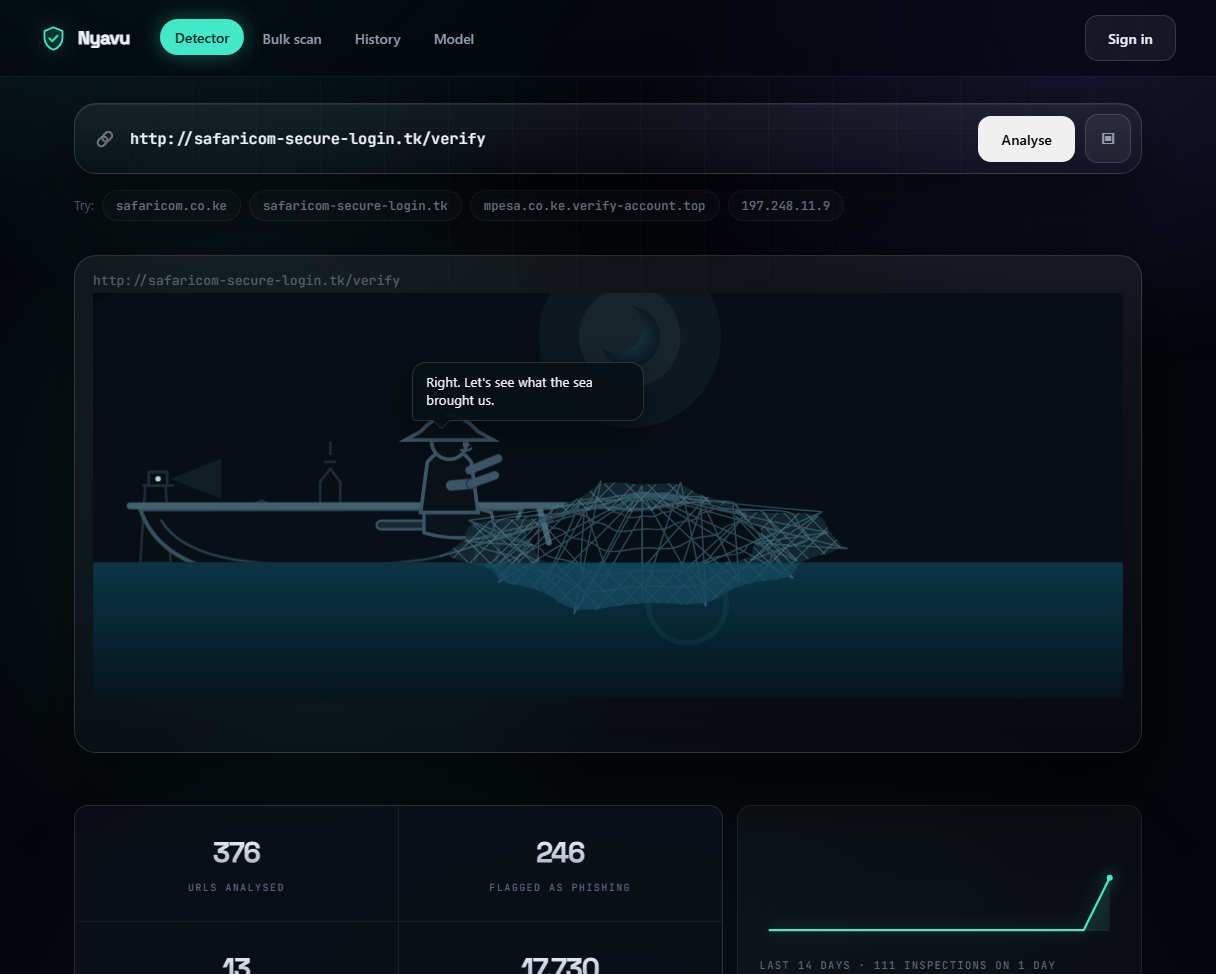 Nyavu
Detector
Bulk scan
History
Model
Sign in
http://safaricom-secure-login.tk/verify
Analyse
Try:
safaricom.co.ke
safaricom-secure-login.tk
mpesa.co.ke.verify-account.top
197.248.11.9
http://safaricom-secure-login.tk/verify
Right. Let's see what the sea
brought us.
376
URLS ANALYSED
246
FLAGGED AS PHISHING
13
17,730
LAST 14 DAYS · 111 INSPECTIONS ON 1 DAY